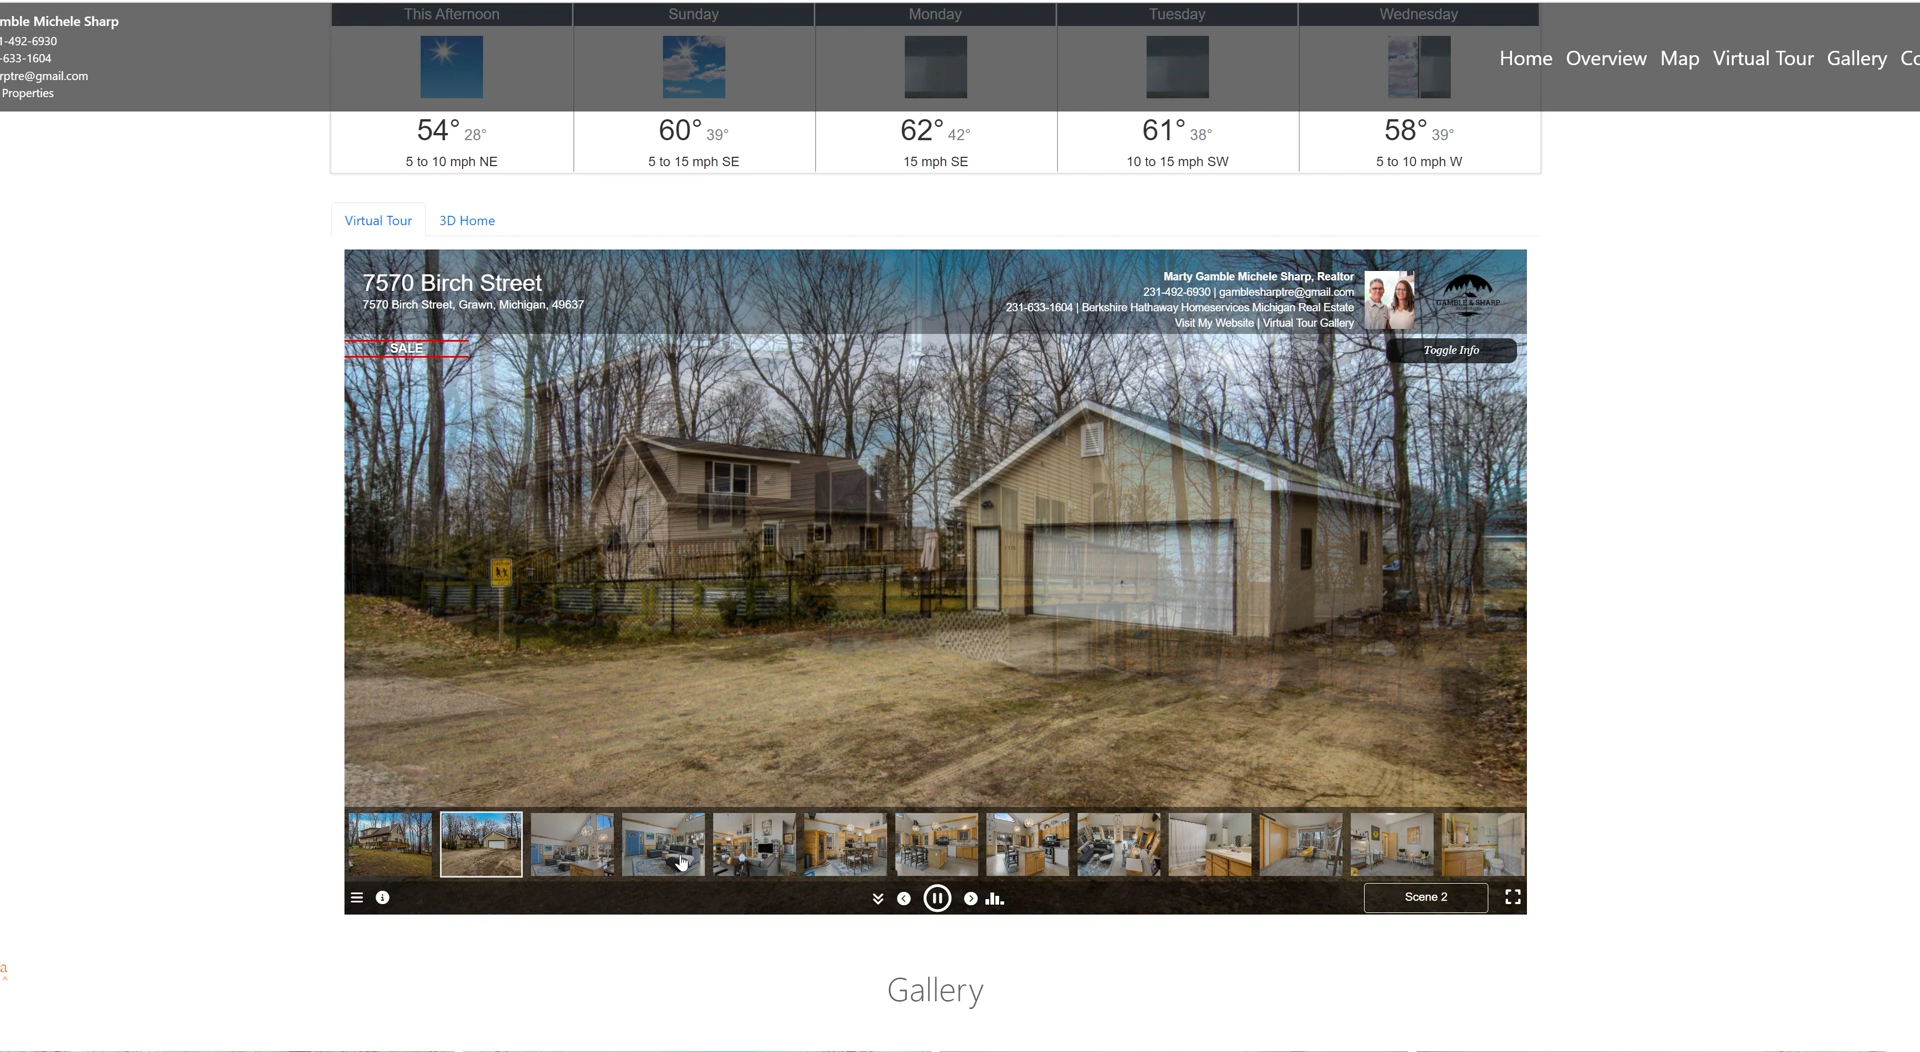 mble Michele Sharp
1-492-6930
-633-1604
rptre@gmail.com
Properties
Home Overview Map Virtual Tour Gallery Co
This Afternoon Sunday Monday Tuesday Wednesday
54° 28° 60° 39° 62° 42° 61° 38° 58° 39°
5 to 10 mph NE 5 to 15 mph SE 15 mph SE 10 to 15 mph SW 5 to 10 mph W
Virtual Tour 3D Home
7570 Birch Street
7570 Birch Street, Grawn, Michigan, 49637
Marty Gamble Michele Sharp, Realtor
231-492-6930 | gamblesharptre@gmail.com
231-633-1604 | Berkshire Hathaway Homeservices Michigan Real Estate
Visit My Website | Virtual Tour Gallery
GAMBLE & SHARP
SALE
Toggle Info
Scene 2
a
Gallery